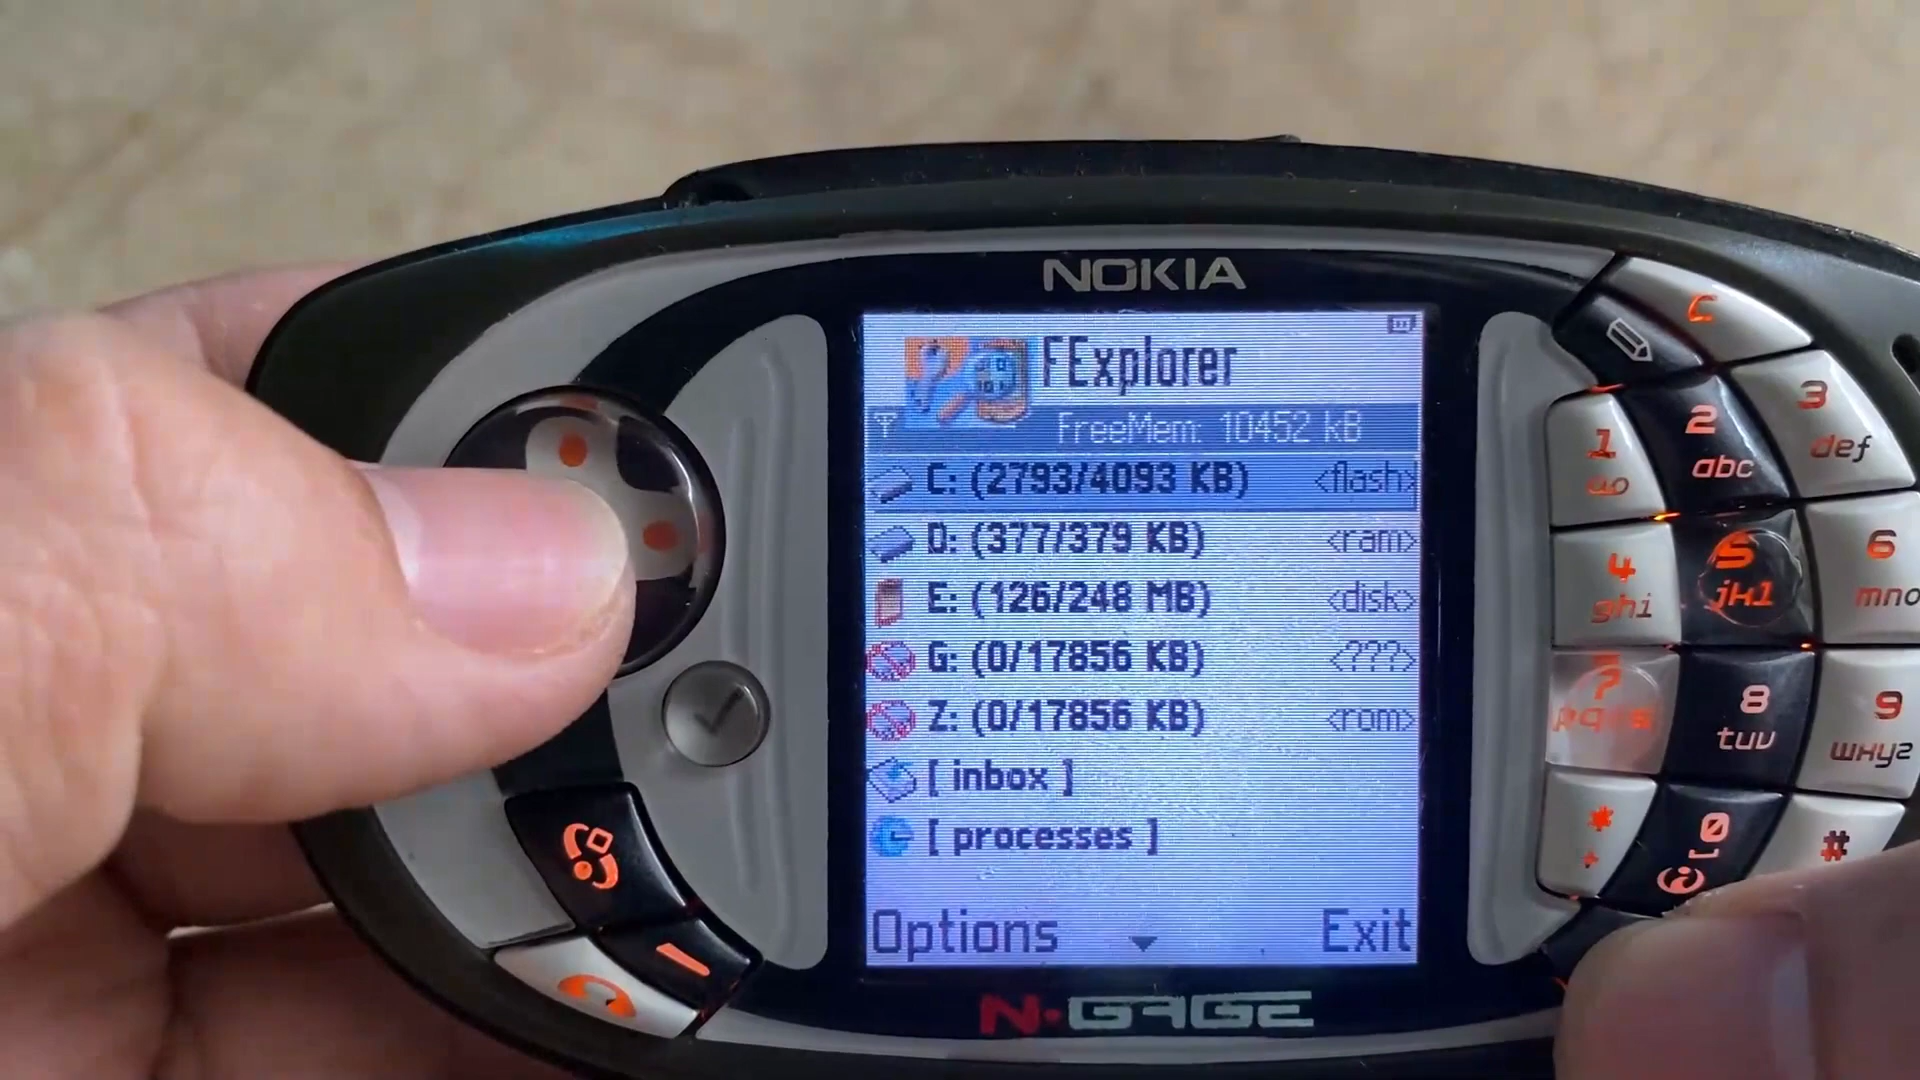 NOKIA
FExplorer
FreeMem: 10452 kB
C: (2793/4093 KB) <flash>
D: (377/379 KB) <ram>
E: (126/248 MB) <disk>
G: (0/17856 KB) <???>
Z: (0/17856 KB) <rom>
[ inbox ]
[ processes ]
Options Exit
N·GAGE
C
1
2 abc
3 def
4 ghi
5 jkl
6 mno
7 pqrs
8 tuv
9 wxyz
* +
0
#